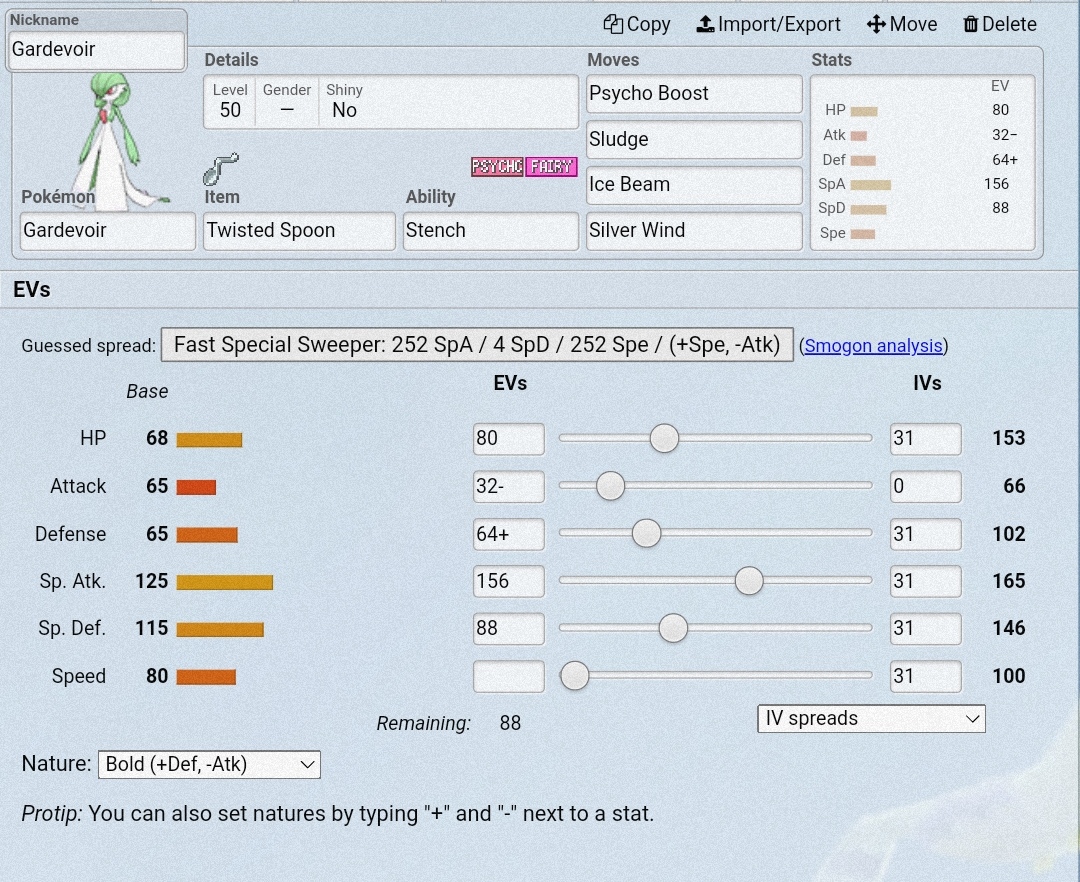 Nickname
Gardevoir
Copy Import/Export Move Delete
Details
Level Gender Shiny
50 – No
PSYCHC FAIRY
Pokémon Item Ability
Gardevoir Twisted Spoon Stench
Moves
Psycho Boost
Sludge
Ice Beam
Silver Wind
Stats
EV
HP 80
Atk 32−
Def 64+
SpA 156
SpD 88
Spe
EVs
Guessed spread: Fast Special Sweeper: 252 SpA / 4 SpD / 252 Spe / (+Spe, -Atk) (Smogon analysis)
Base EVs IVs
HP 68 80 31 153
Attack 65 32- 0 66
Defense 65 64+ 31 102
Sp. Atk. 125 156 31 165
Sp. Def. 115 88 31 146
Speed 80 31 100
Remaining: 88 IV spreads
Nature: Bold (+Def, -Atk)
Protip: You can also set natures by typing "+" and "-" next to a stat.